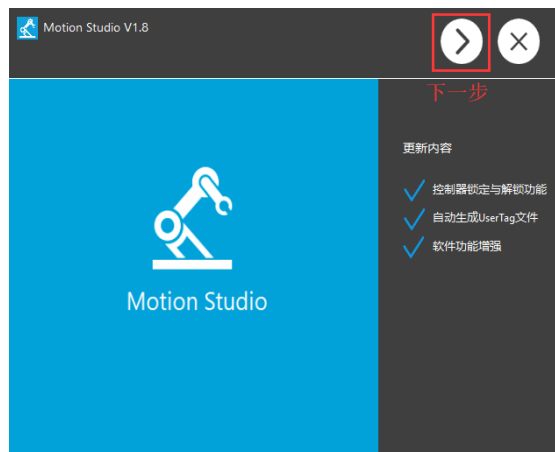 Motion Studio V1.8
下一步
更新内容
控制器锁定与解锁功能
自动生成UserTag文件
软件功能增强
Motion Studio